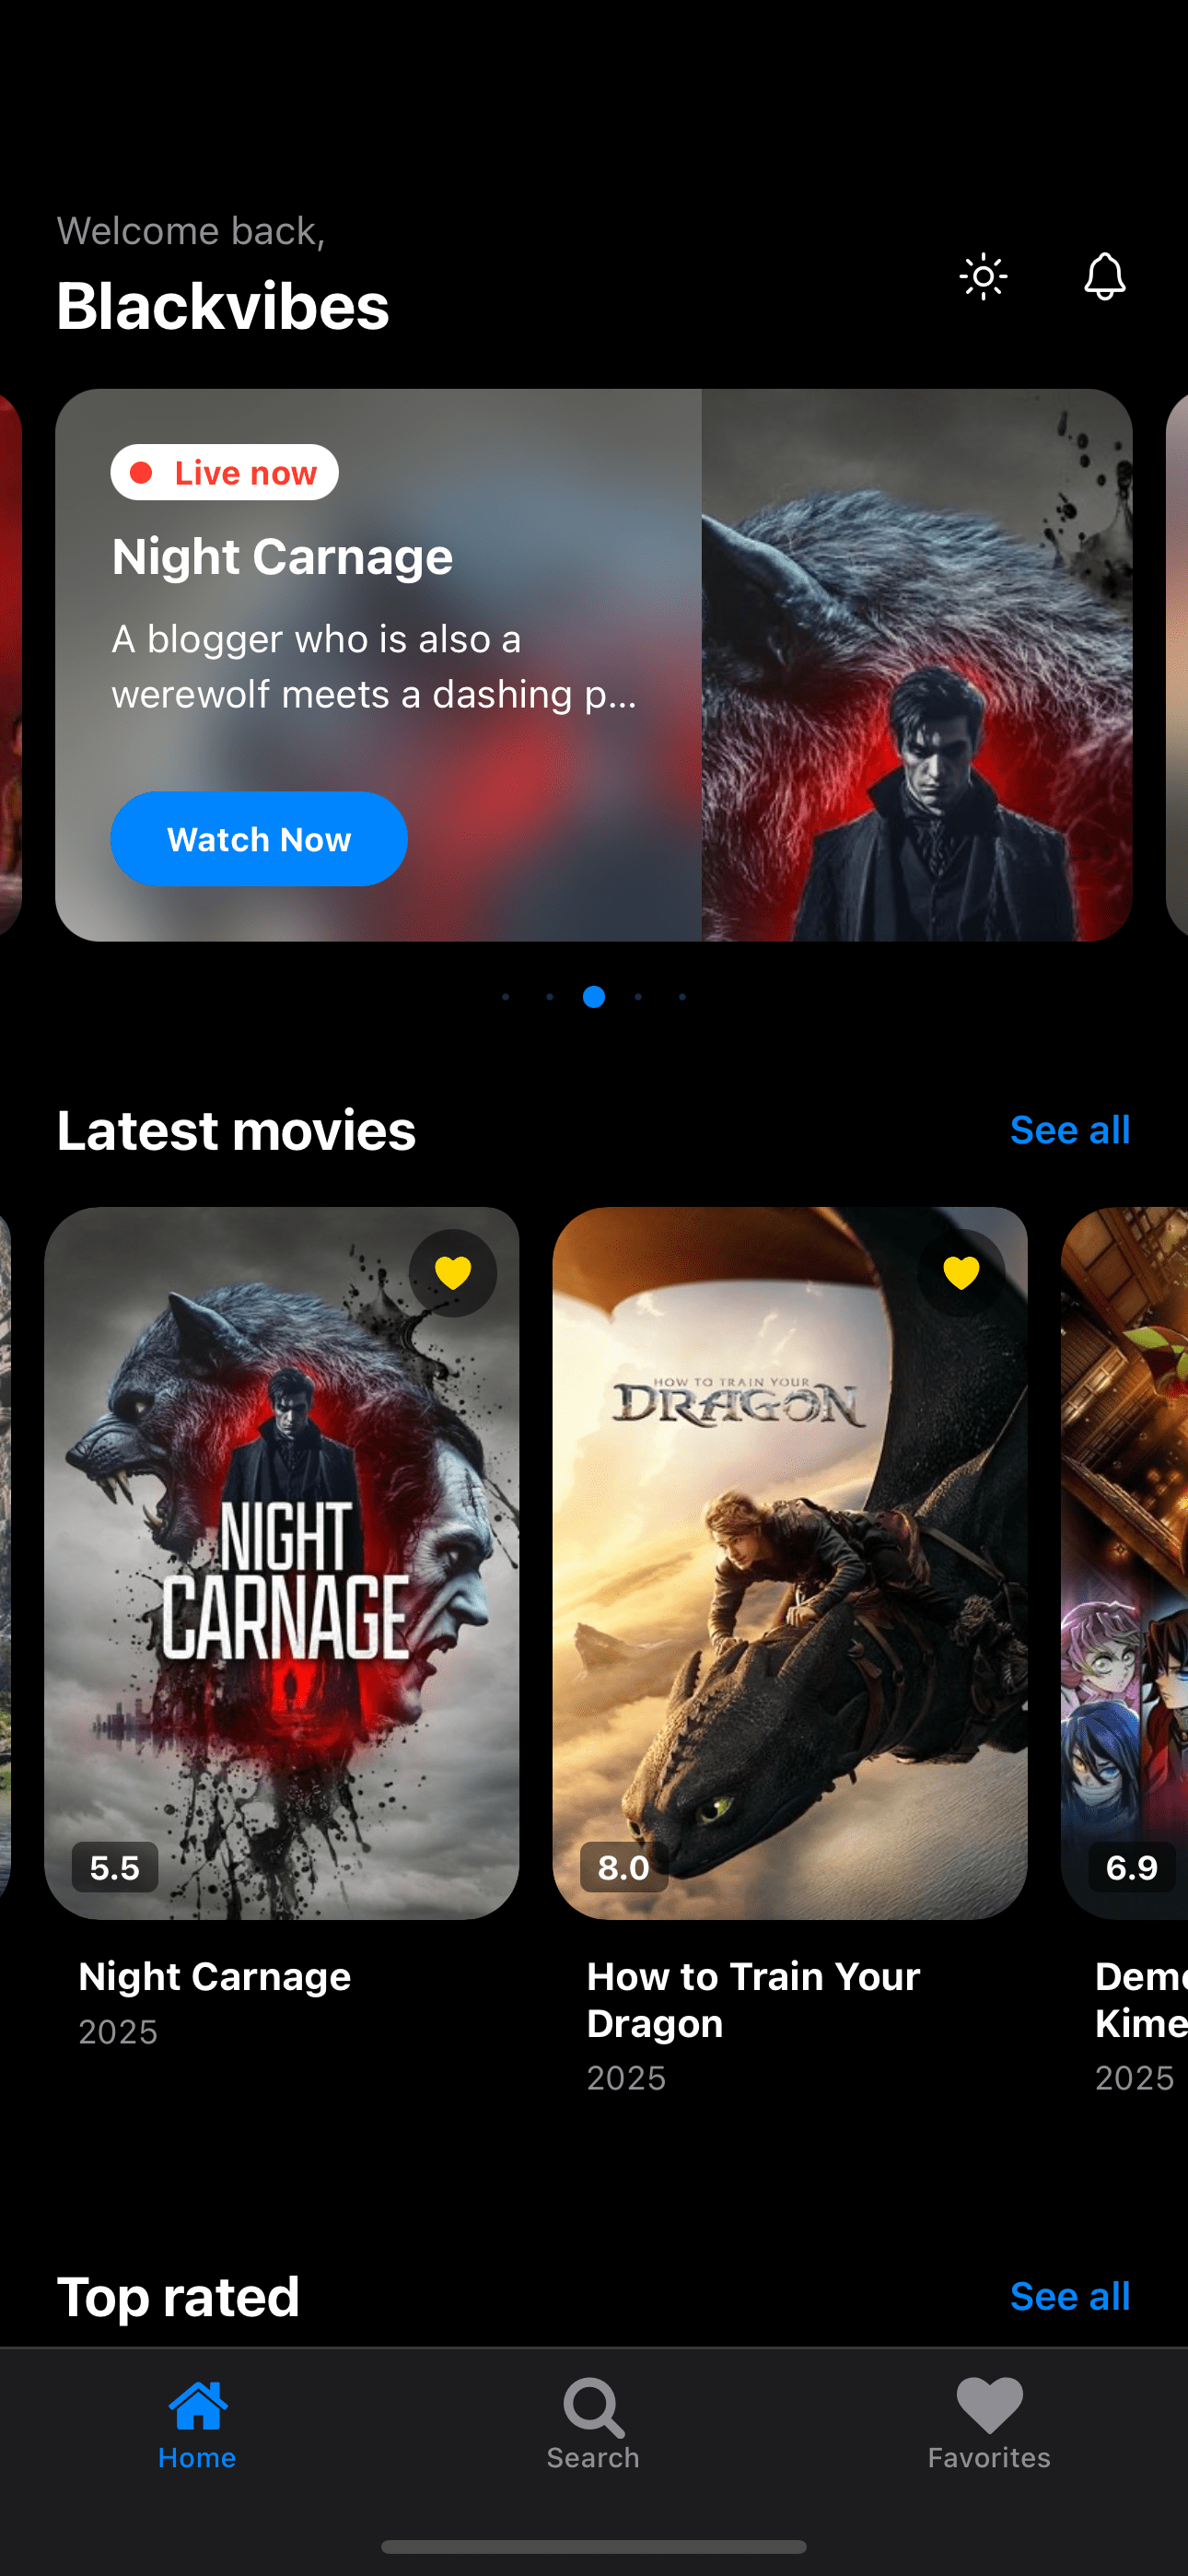 Welcome back,
Blackvibes
Live now
Night Carnage
A blogger who is also a
werewolf meets a dashing p...
Watch Now
Latest movies
See all
NIGHT
CARNAGE
5.5
HOW TO TRAIN YOUR
DRAGON
8.0
6.9
Night Carnage
2025
How to Train Your
Dragon
2025
Dem
Kime
2025
Top rated
See all
Home
Search
Favorites